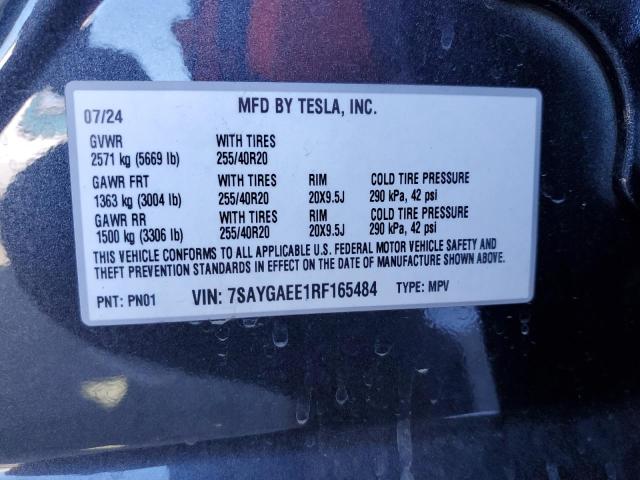 MFD BY TESLA, INC.
07/24
GVWR WITH TIRES
2571 kg (5669 lb) 255/40R20
GAWR FRT WITH TIRES RIM COLD TIRE PRESSURE
1363 kg (3004 lb) 255/40R20 20X9.5J 290 kPa, 42 psi
GAWR RR WITH TIRES RIM COLD TIRE PRESSURE
1500 kg (3306 lb) 255/40R20 20X9.5J 290 kPa, 42 psi
THIS VEHICLE CONFORMS TO ALL APPLICABLE U.S. FEDERAL MOTOR VEHICLE SAFETY AND
THEFT PREVENTION STANDARDS IN EFFECT ON THE DATE OF MANUFACTURE SHOWN ABOVE.
PNT: PN01 VIN: 7SAYGAEE1RF165484 TYPE: MPV